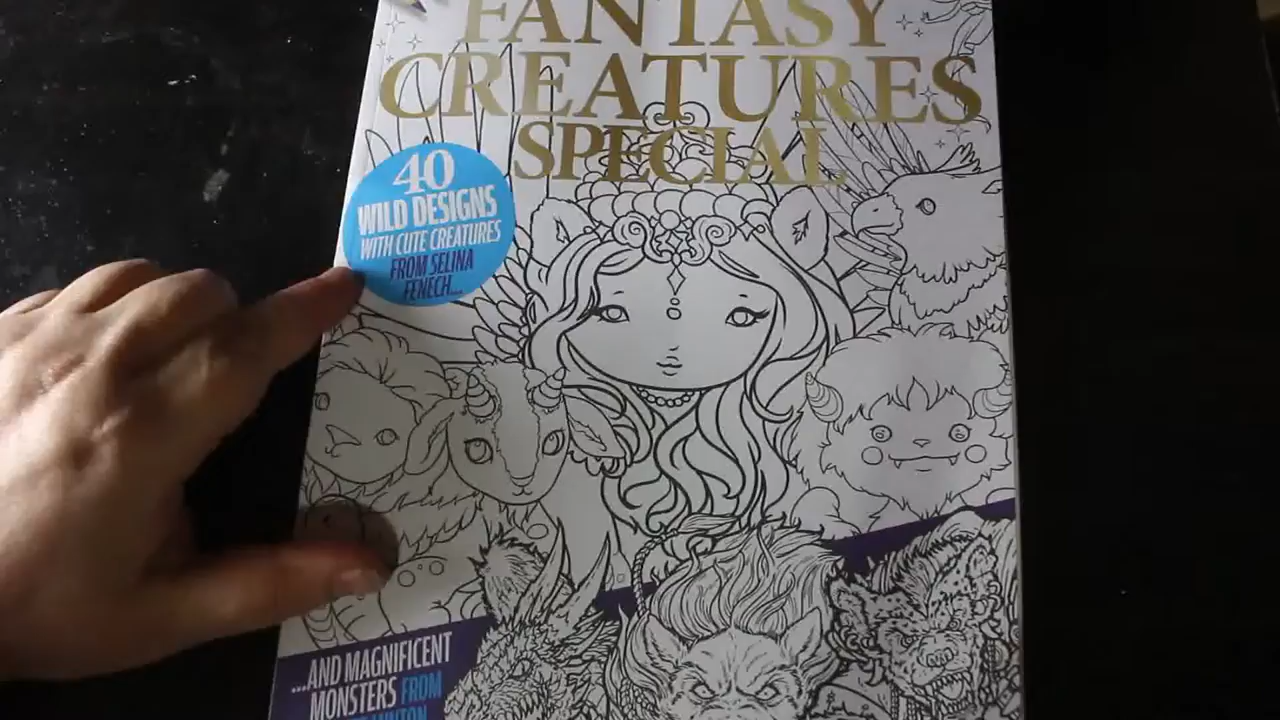 FANTASY
CREATURES
SPECIAL
40
WILD DESIGNS
WITH CUTE CREATURES
FROM SELINA
FENECH...
...AND MAGNIFICENT
MONSTERS FROM